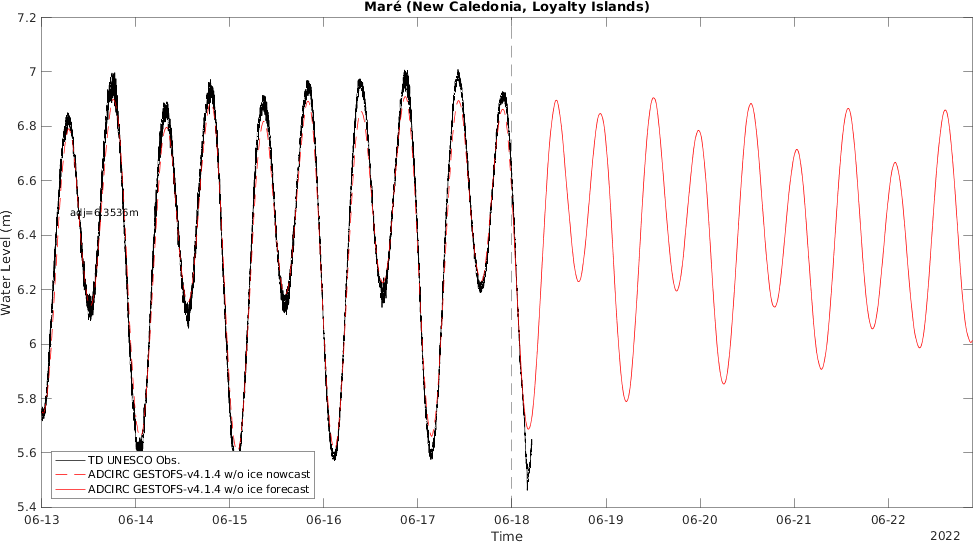 Maré (New Caledonia, Loyalty Islands)
7.2
7
6.8
6.6
6.4
6.2
6
5.8
5.6
5.4
Water Level (m)
adj=6.3536m
TD UNESCO Obs.
ADCIRC GESTOFS-v4.1.4 w/o ice nowcast
ADCIRC GESTOFS-v4.1.4 w/o ice forecast
06-13 06-14 06-15 06-16 06-17 06-18 06-19 06-20 06-21 06-22
Time
2022